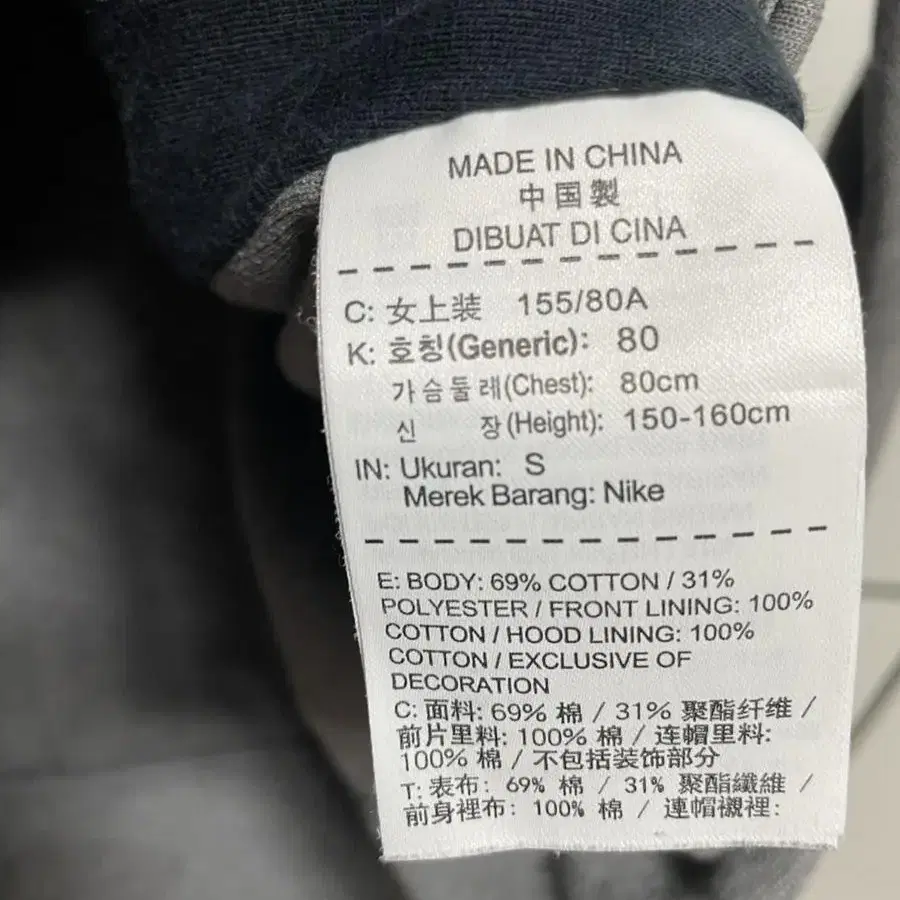 MADE IN CHINA
中国製
DIBUAT DI CINA
C: 女上装 155/80A
K: 호칭(Generic): 80
가슴둘레(Chest): 80cm
신 장(Height): 150-160cm
IN: Ukuran: S
Merek Barang: Nike
E: BODY: 69% COTTON / 31%
POLYESTER / FRONT LINING: 100%
COTTON / HOOD LINING: 100%
COTTON / EXCLUSIVE OF
DECORATION
C: 面料: 69% 棉 / 31% 聚酯纤维 /
前片里料: 100% 棉 / 连帽里料:
100% 棉 / 不包括装饰部分
T: 表布: 69% 棉 / 31% 聚酯纖維 /
前身裡布: 100% 棉 / 連帽襯裡: